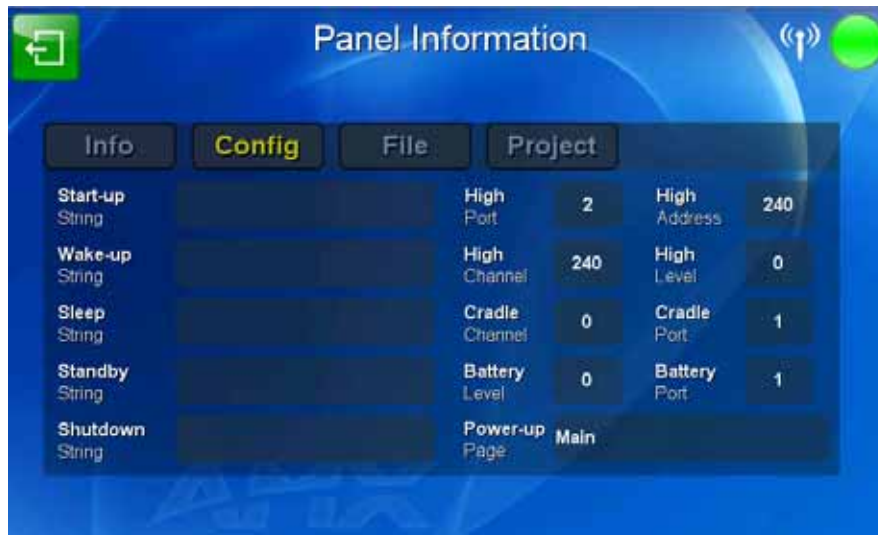 Panel Information
Info Config File Project
Start-up High 2 High 240
String Port Address
Wake-up High 240 High 0
String Channel Level
Sleep Cradle 0 Cradle 1
String Channel Port
Standby Battery 0 Battery 1
String Level Port
Shutdown Power-up Main
String Page
AMX